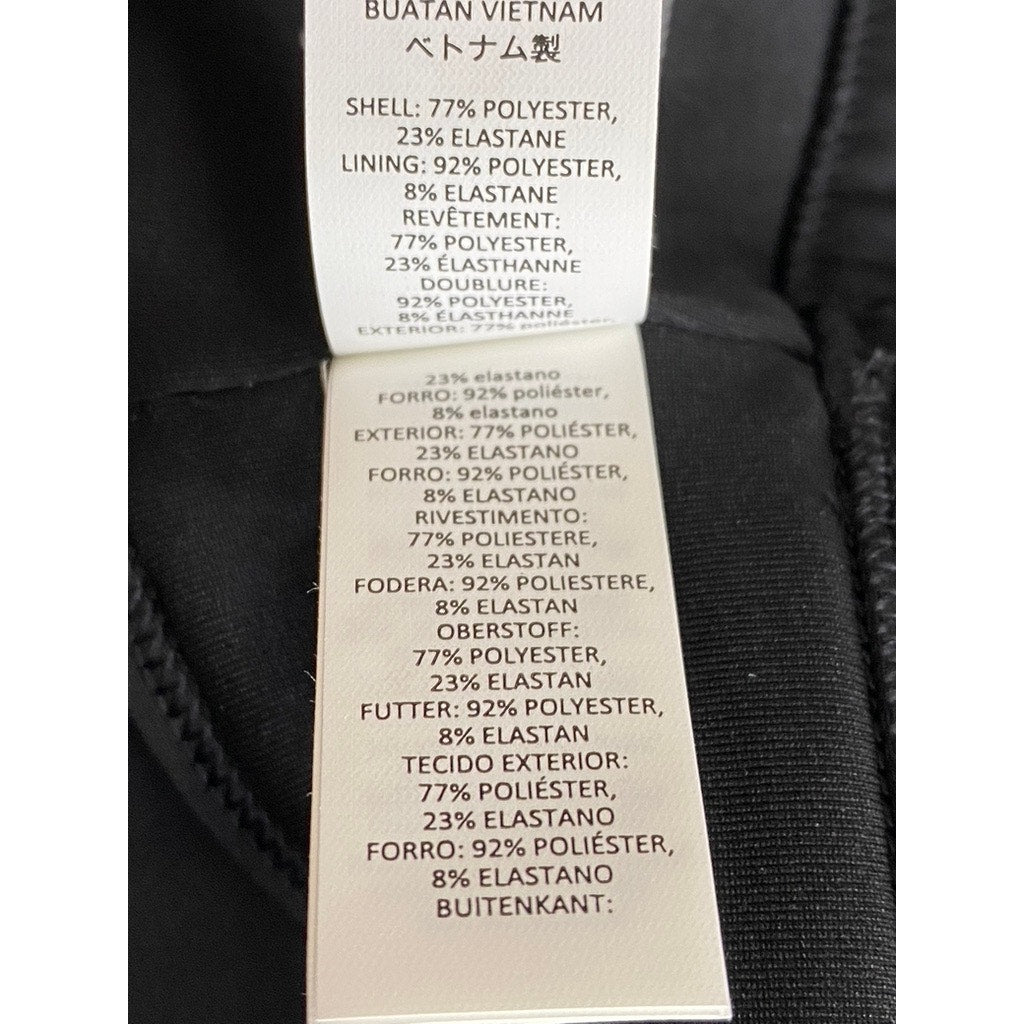 BUATAN VIETNAM
ベトナム製
SHELL: 77% POLYESTER,
23% ELASTANE
LINING: 92% POLYESTER,
8% ELASTANE
REVÊTEMENT:
77% POLYESTER,
23% ÉLASTHANNE
DOUBLURE:
92% POLYESTER,
8% ÉLASTHANNE
EXTERIOR: 77% poliéster,
23% elastano
FORRO: 92% poliéster,
8% elastano
EXTERIOR: 77% POLIÉSTER,
23% ELASTANO
FORRO: 92% POLIÉSTER,
8% ELASTANO
RIVESTIMENTO:
77% POLIESTERE,
23% ELASTAN
FODERA: 92% POLIESTERE,
8% ELASTAN
OBERSTOFF:
77% POLYESTER,
23% ELASTAN
FUTTER: 92% POLYESTER,
8% ELASTAN
TECIDO EXTERIOR:
77% POLIÉSTER,
23% ELASTANO
FORRO: 92% POLIÉSTER,
8% ELASTANO
BUITENKANT: